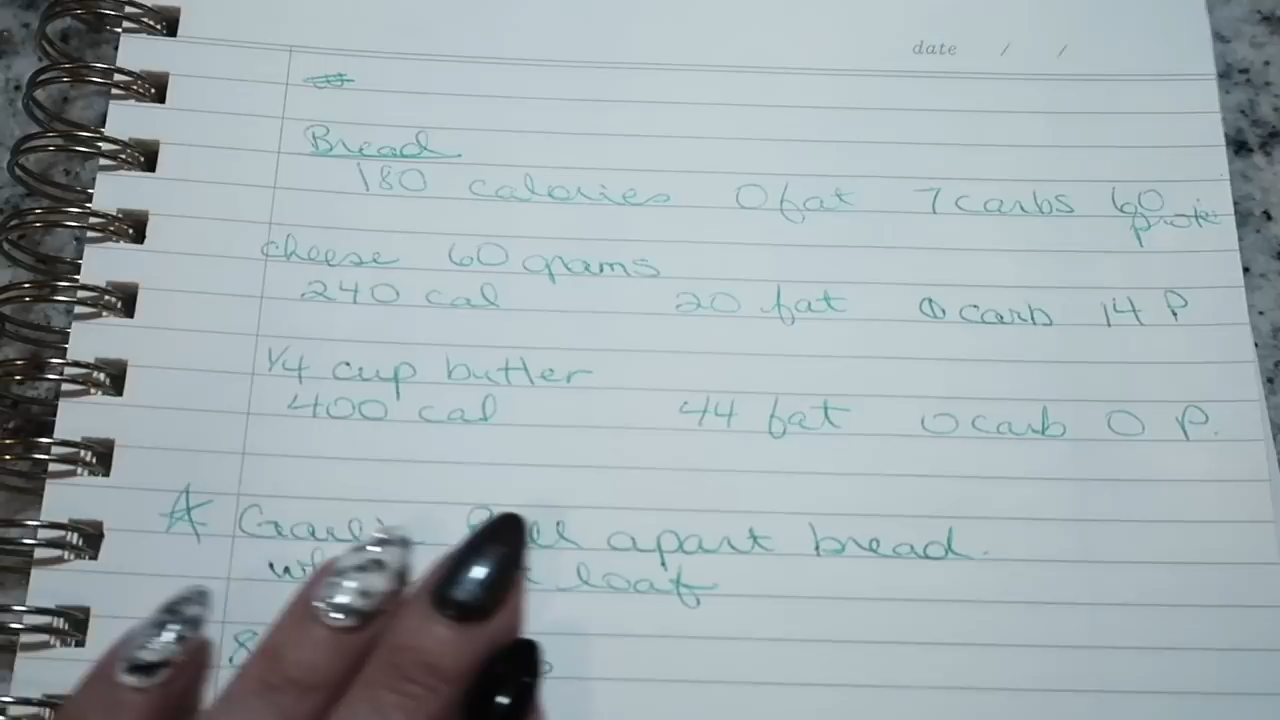 date / /
Bread
180 calories 0 fat 7 carbs 60
cheese 60 grams
240 cal 20 fat 0 carb 14 P
1/4 cup butter
400 cal 44 fat 0 carb 0 P.
apart bread.
loaf
8